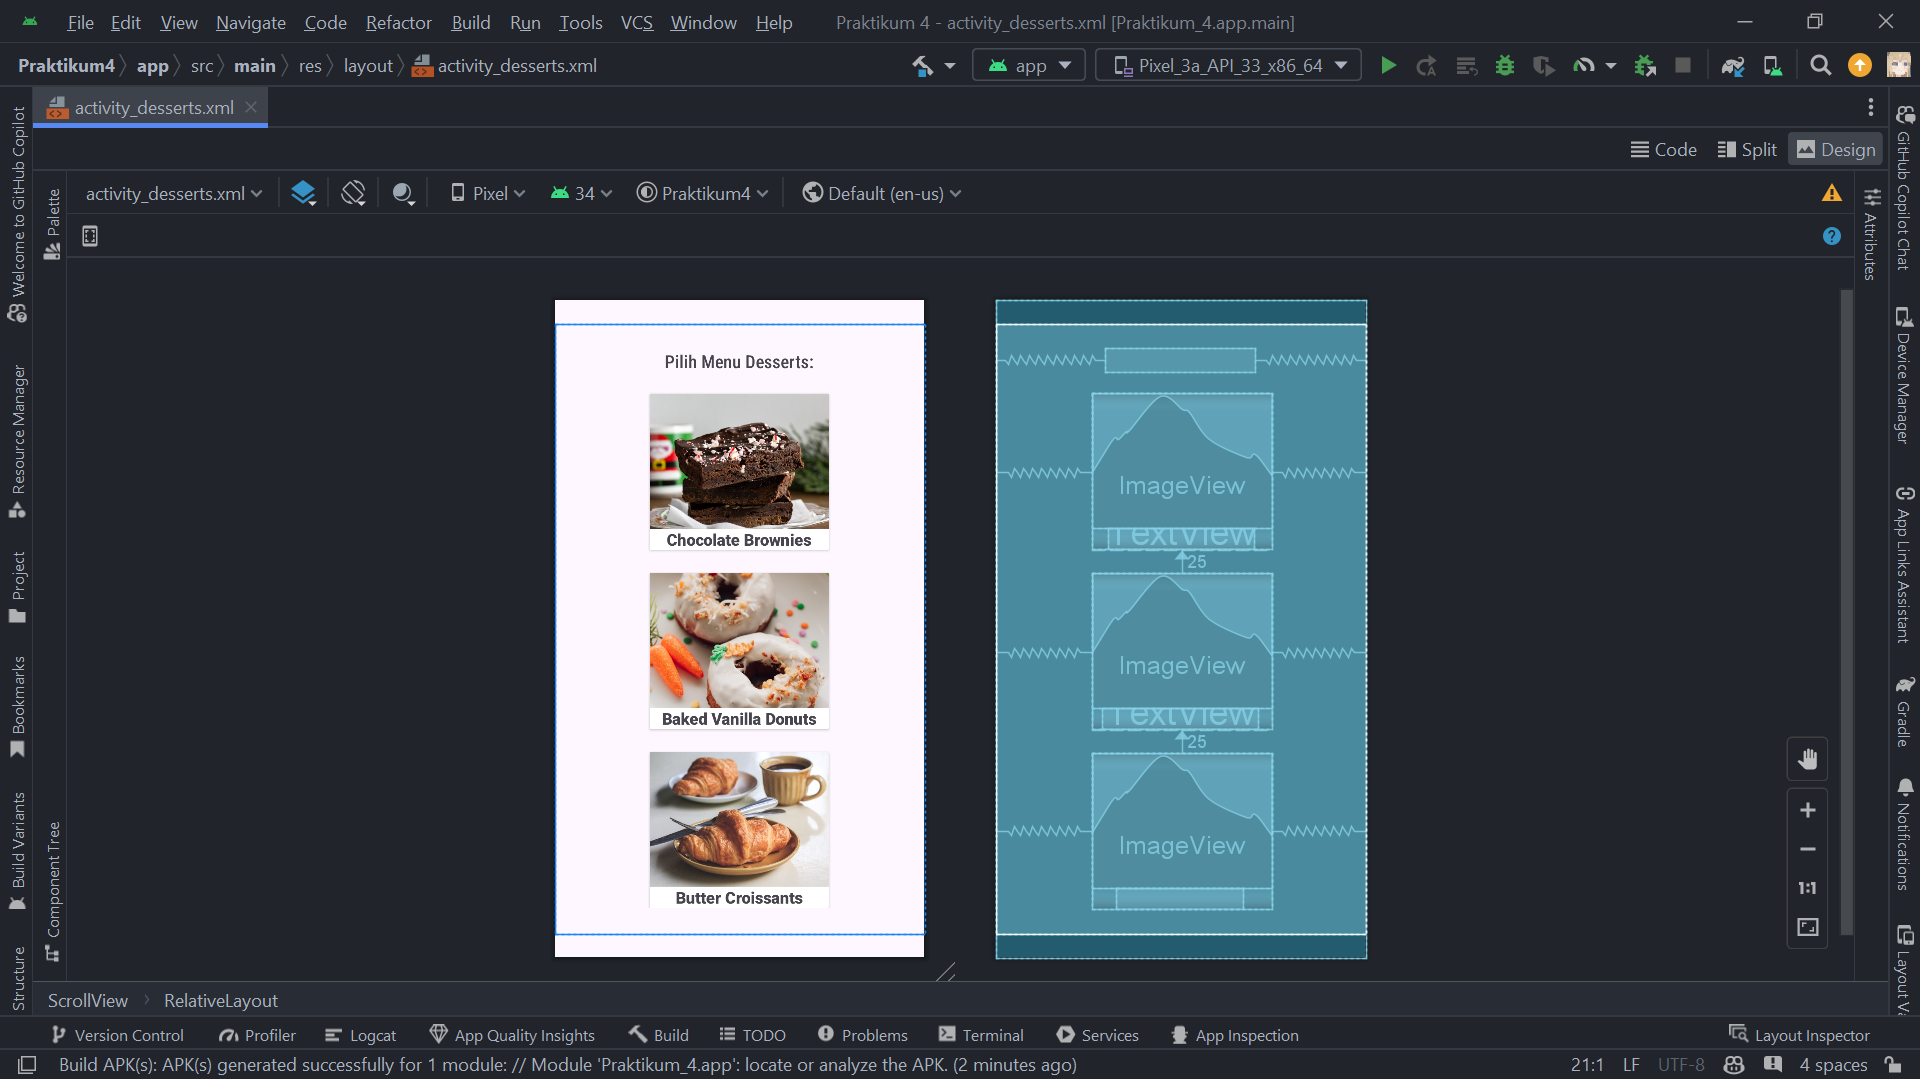 File Edit View Navigate Code Refactor Build Run Tools VCS Window Help Praktikum 4 - activity_desserts.xml [Praktikum_4.app.main]
Praktikum4 app src main res layout activity_desserts.xml app Pixel_3a_API_33_x86_64
activity_desserts.xml
Code Split Design
activity_desserts.xml Pixel 34 Praktikum4 Default (en-us)
Welcome to GitHub Copilot
Resource Manager
Project
Bookmarks
Build Variants
Structure
Palette
Component Tree
Pilih Menu Desserts:
Chocolate Brownies
Baked Vanilla Donuts
Butter Croissants
ImageView
TextView
25
ImageView
TextView
25
ImageView
1:1
Attributes
GitHub Copilot Chat
Device Manager
App Links Assistant
Gradle
Notifications
Layout Va
ScrollView RelativeLayout
Version Control Profiler Logcat App Quality Insights Build TODO Problems Terminal Services App Inspection Layout Inspector
Build APK(s): APK(s) generated successfully for 1 module: // Module 'Praktikum_4.app': locate or analyze the APK. (2 minutes ago) 21:1 LF UTF-8 4 spaces